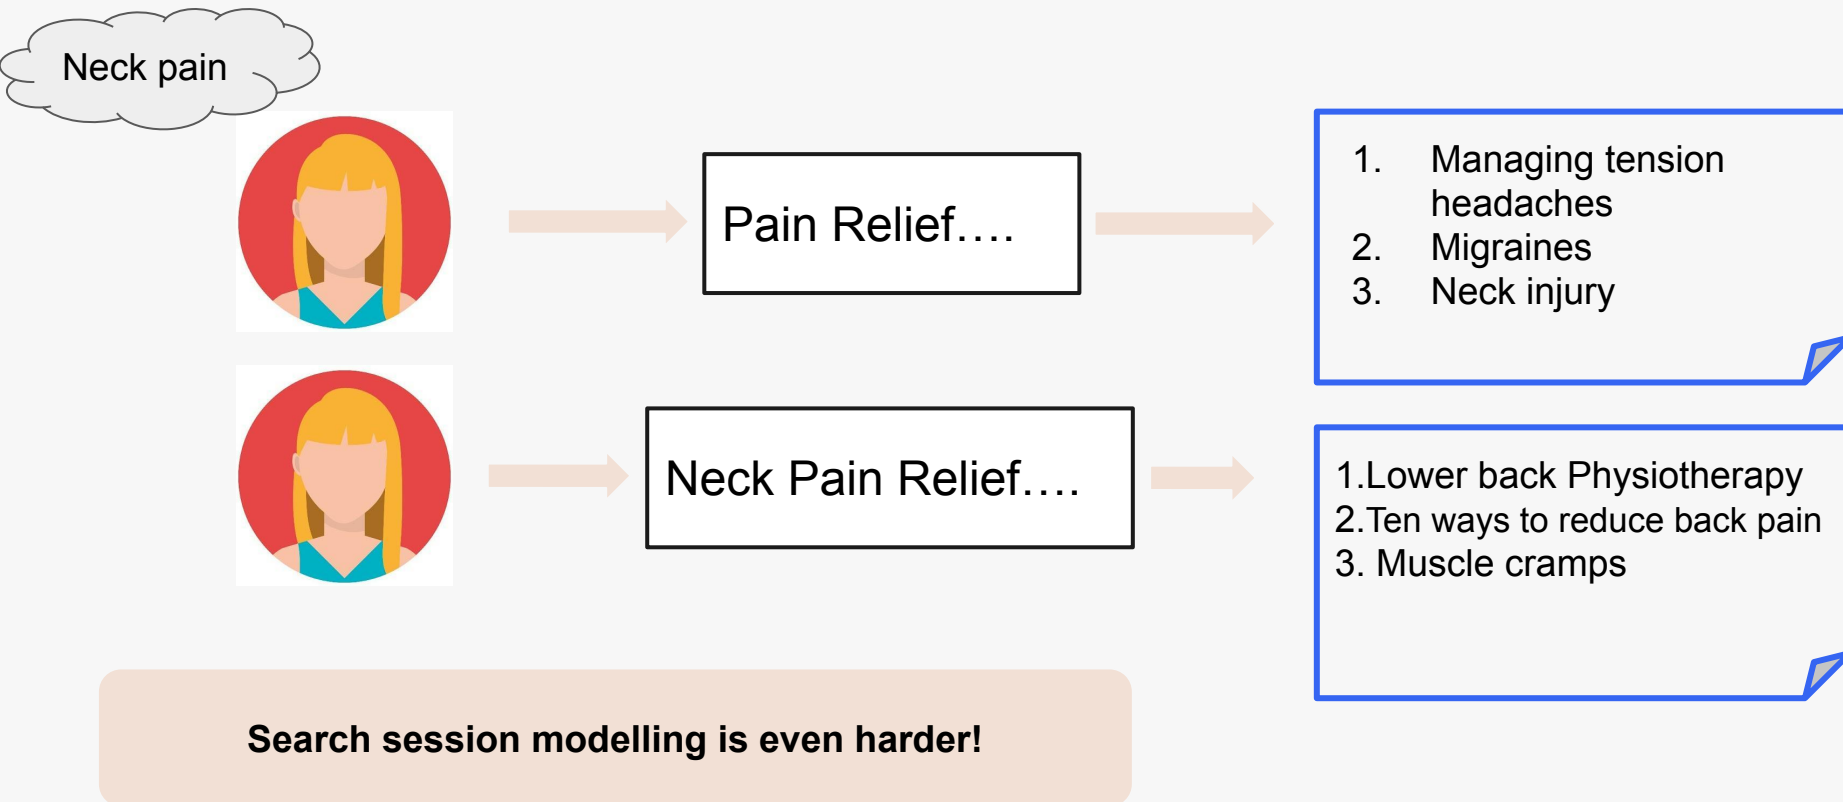 Neck pain
Pain Relief….
1. Managing tension
headaches
2. Migraines
3. Neck injury
Neck Pain Relief….
1.Lower back Physiotherapy
2.Ten ways to reduce back pain
3. Muscle cramps
Search session modelling is even harder!